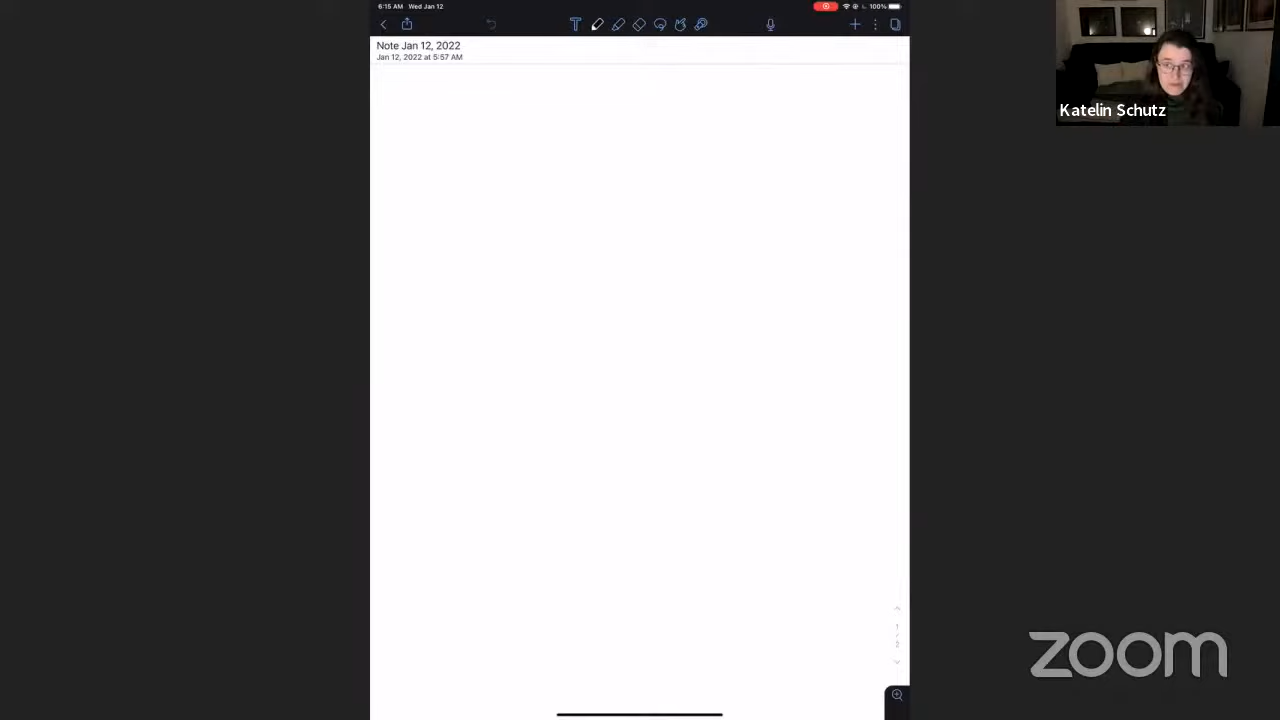 6:15 AM Wed Jan 12
100%
Note Jan 12, 2022
Jan 12, 2022 at 5:57 AM
Katelin Schutz
1
zoom